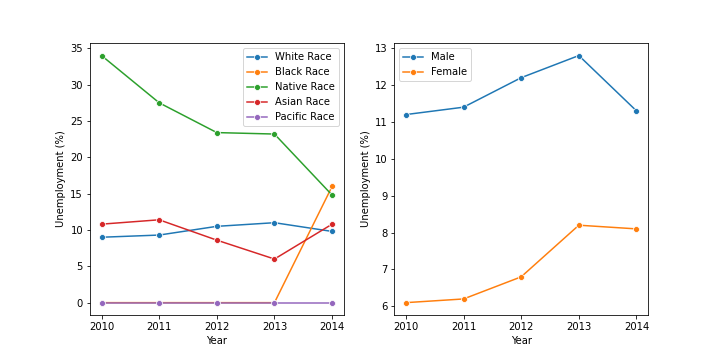 35
30
25
20
15
10
5
0
Unemployment (%)
2010 2011 2012 2013 2014
Year
White Race
Black Race
Native Race
Asian Race
Pacific Race
13
12
11
10
9
8
7
6
Unemployment (%)
2010 2011 2012 2013 2014
Year
Male
Female